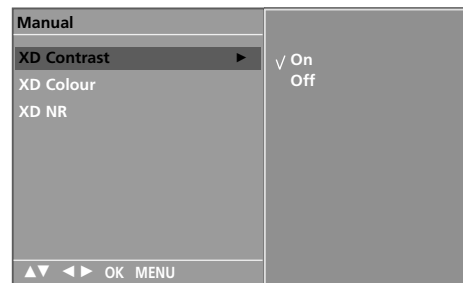 Manual
XD Contrast ►
XD Colour
XD NR
√ On
Off
▲▼ ◄ ► OK MENU